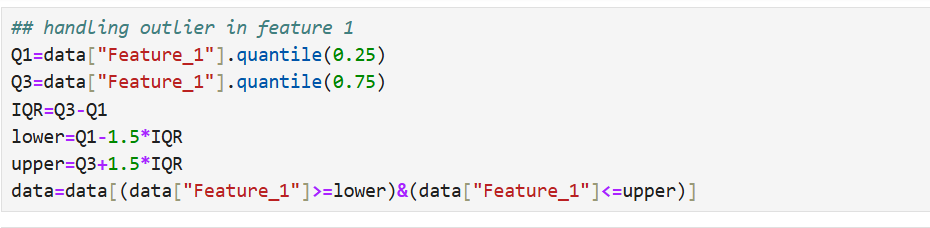 ## handling outlier in feature 1
Q1=data["Feature_1"].quantile(0.25)
Q3=data["Feature_1"].quantile(0.75)
IQR=Q3-Q1
lower=Q1-1.5*IQR
upper=Q3+1.5*IQR
data=data[(data["Feature_1"]>=lower)&(data["Feature_1"]<=upper)]